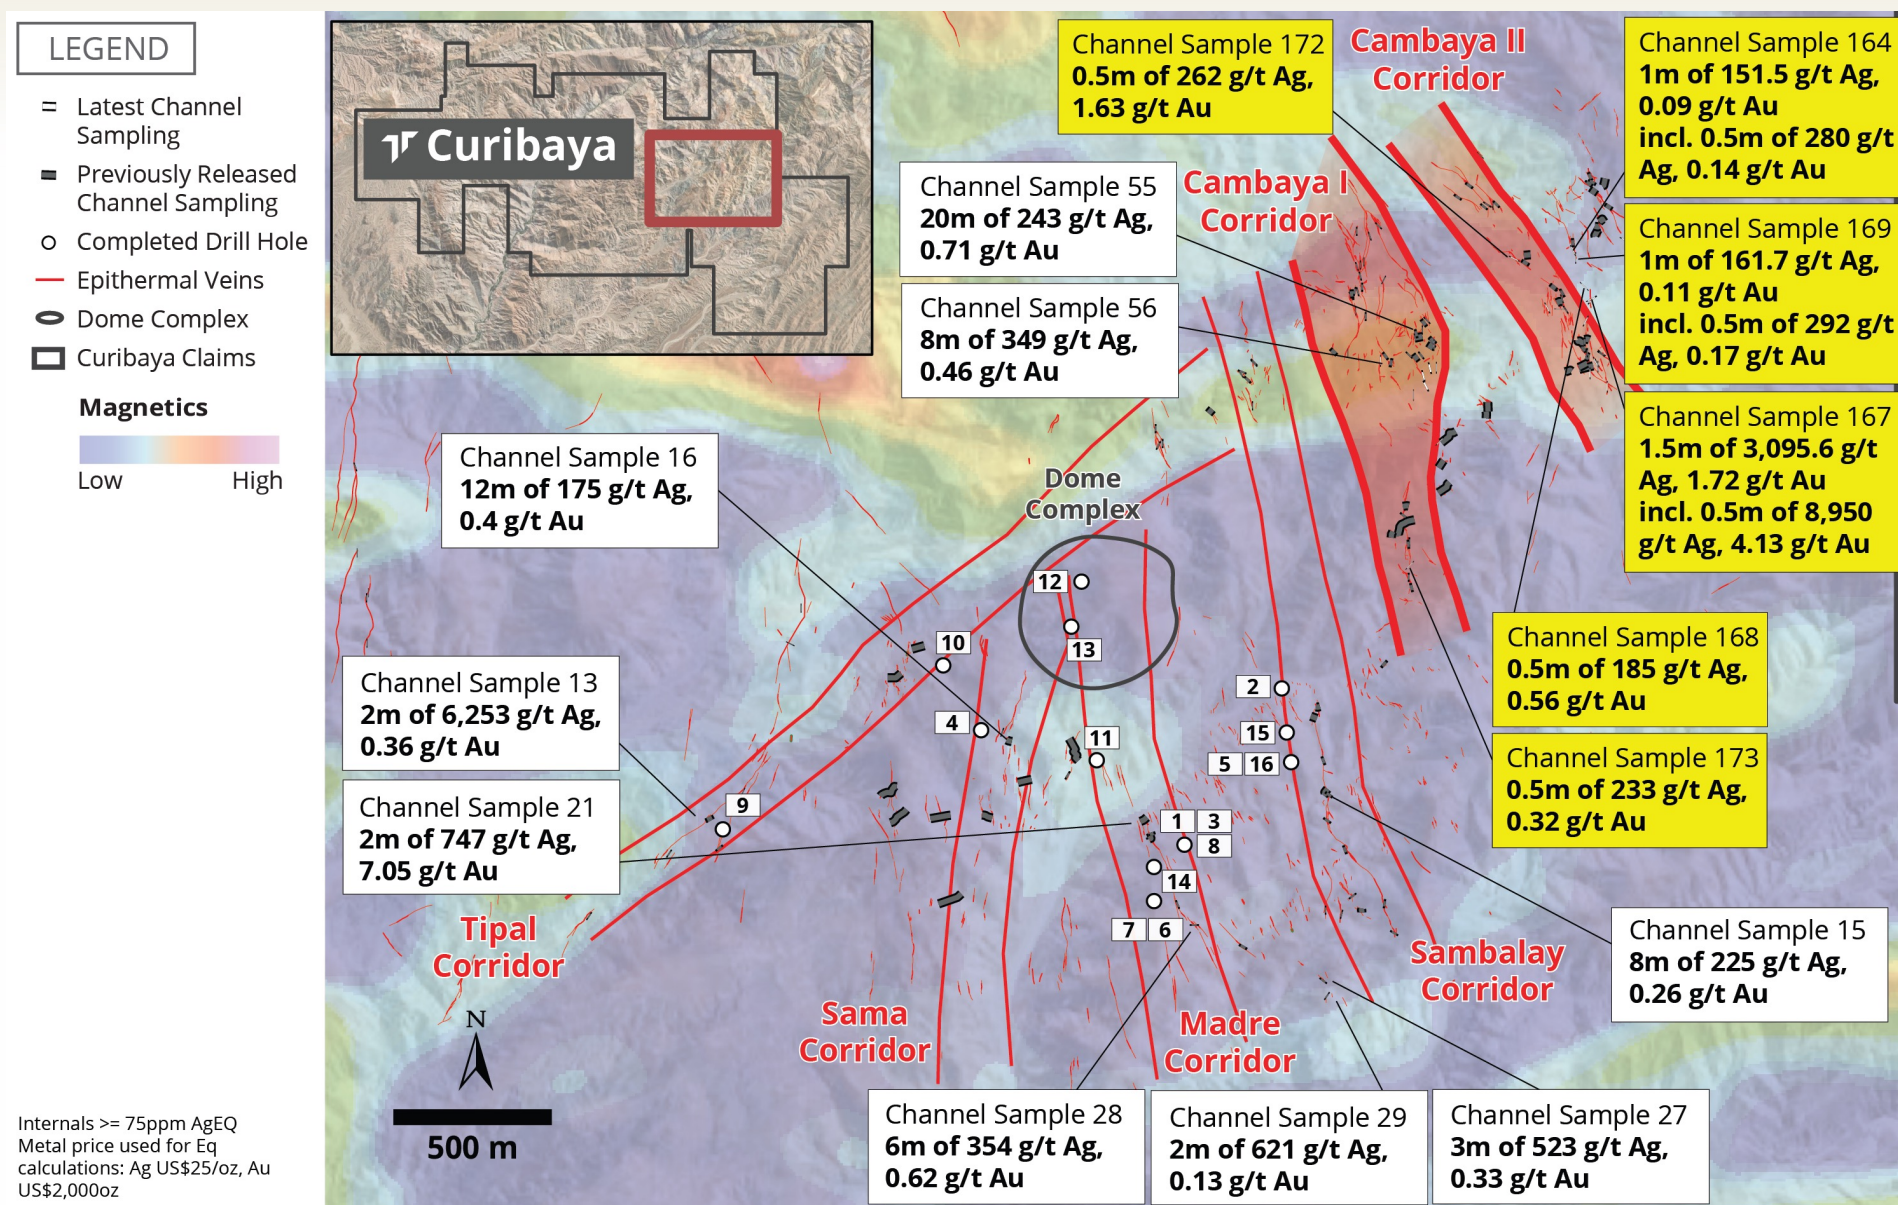 LEGEND
Latest Channel
Sampling
Previously Released
Channel Sampling
Completed Drill Hole
Epithermal Veins
Dome Complex
Curibaya Claims
Magnetics
Low High
Internals >= 75ppm AgEQ
Metal price used for Eq
calculations: Ag US$25/oz, Au
US$2,000oz
Curibaya
Channel Sample 172
0.5m of 262 g/t Ag,
1.63 g/t Au
Cambaya II
Corridor
Channel Sample 164
1m of 151.5 g/t Ag,
0.09 g/t Au
incl. 0.5m of 280 g/t
Ag, 0.14 g/t Au
Channel Sample 55
20m of 243 g/t Ag,
0.71 g/t Au
Cambaya I
Corridor
Channel Sample 169
1m of 161.7 g/t Ag,
0.11 g/t Au
incl. 0.5m of 292 g/t
Ag, 0.17 g/t Au
Channel Sample 56
8m of 349 g/t Ag,
0.46 g/t Au
Channel Sample 167
1.5m of 3,095.6 g/t
Ag, 1.72 g/t Au
incl. 0.5m of 8,950
g/t Ag, 4.13 g/t Au
Channel Sample 16
12m of 175 g/t Ag,
0.4 g/t Au
Dome
Complex
12
13
10
4
11
2
15
5 16
9
1 3
8
14
7 6
Channel Sample 168
0.5m of 185 g/t Ag,
0.56 g/t Au
Channel Sample 13
2m of 6,253 g/t Ag,
0.36 g/t Au
Channel Sample 173
0.5m of 233 g/t Ag,
0.32 g/t Au
Channel Sample 21
2m of 747 g/t Ag,
7.05 g/t Au
Tipal
Corridor
Sama
Corridor
Madre
Corridor
Sambalay
Corridor
Channel Sample 15
8m of 225 g/t Ag,
0.26 g/t Au
N
500 m
Channel Sample 28
6m of 354 g/t Ag,
0.62 g/t Au
Channel Sample 29
2m of 621 g/t Ag,
0.13 g/t Au
Channel Sample 27
3m of 523 g/t Ag,
0.33 g/t Au